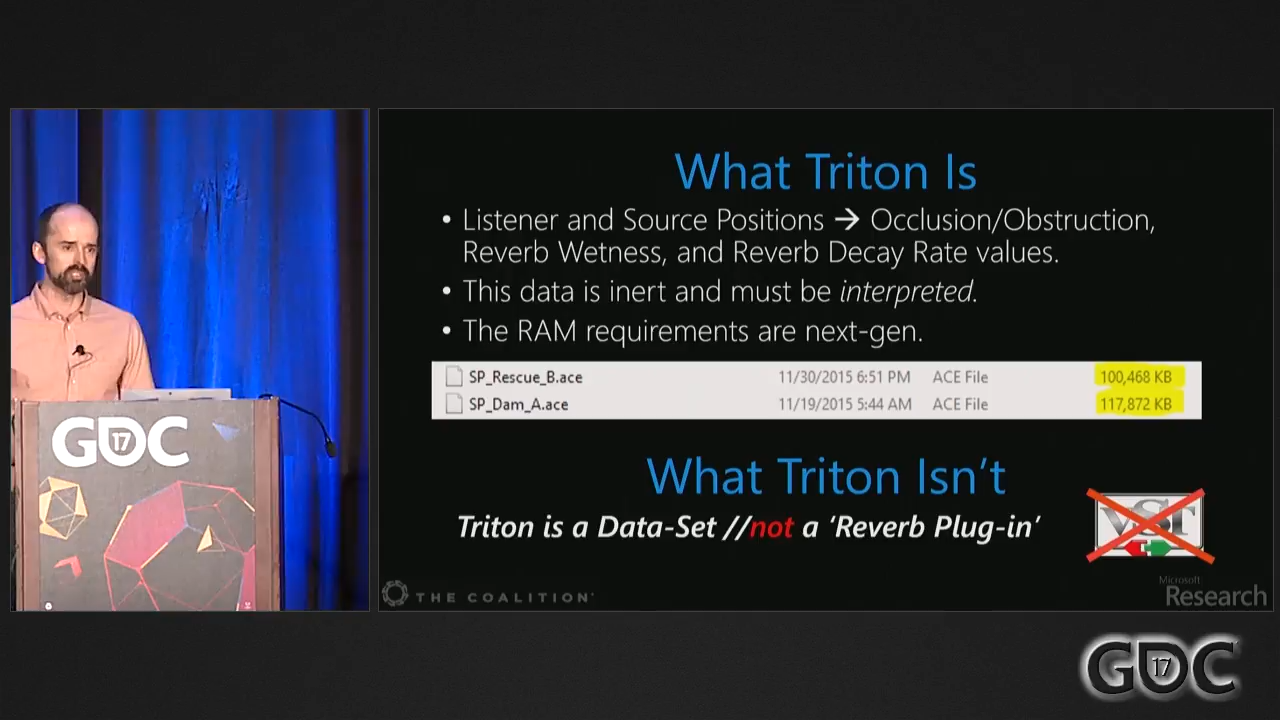 What Triton Is
• Listener and Source Positions → Occlusion/Obstruction,
Reverb Wetness, and Reverb Decay Rate values.
• This data is inert and must be interpreted.
• The RAM requirements are next-gen.
SP_Rescue_B.ace 11/30/2015 6:51 PM ACE File 100,468 KB
SP_Dam_A.ace 11/19/2015 5:44 AM ACE File 117,872 KB
What Triton Isn't
Triton is a Data-Set //not a 'Reverb Plug-in'
VST
THE COALITION
Microsoft
Research
GDC
17
GDC
17